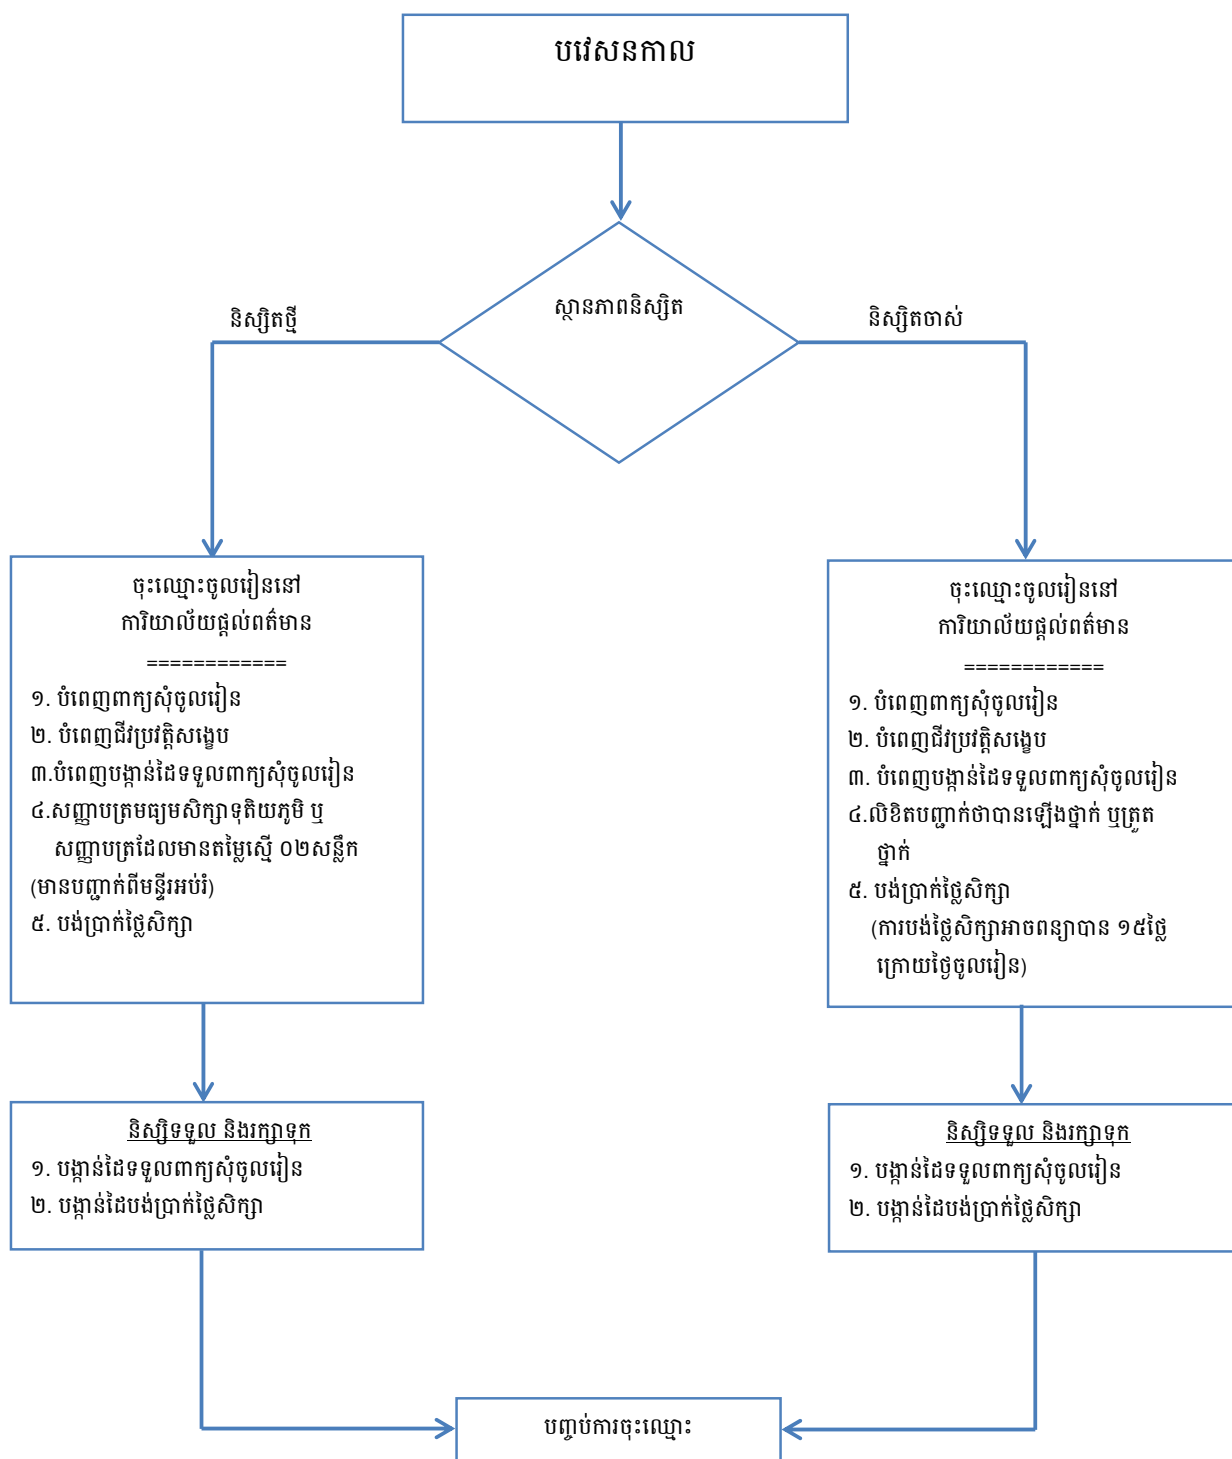 បវេសនកាល
ស្ថានភាពនិស្សិត
និស្សិតថ្មី
និស្សិតចាស់
ចុះឈ្មោះចូលរៀននៅ
ការិយាល័យផ្តល់ពត៌មាន
============
១. បំពេញពាក្យសុំចូលរៀន
២. បំពេញជីវប្រវត្តិសង្ខេប
៣.បំពេញបង្កាន់ដៃទទួលពាក្យសុំចូលរៀន
៤.សញ្ញាបត្រមធ្យមសិក្សាទុតិយភូមិ ឬ
សញ្ញាបត្រដែលមានតម្លៃស្មើ ០២សន្លឹក
(មានបញ្ជាក់ពីមន្ទីរអប់រំ)
៥. បង់ប្រាក់ថ្លៃសិក្សា
ចុះឈ្មោះចូលរៀននៅ
ការិយាល័យផ្តល់ពត៌មាន
============
១. បំពេញពាក្យសុំចូលរៀន
២. បំពេញជីវប្រវត្តិសង្ខេប
៣. បំពេញបង្កាន់ដៃទទួលពាក្យសុំចូលរៀន
៤.លិខិតបញ្ជាក់ថាបានឡើងថ្នាក់ ឬត្រួត
ថ្នាក់
៥. បង់ប្រាក់ថ្លៃសិក្សា
(ការបង់ថ្លៃសិក្សាអាចពន្យាបាន ១៥ថ្លៃ
ក្រោយថ្ងៃចូលរៀន)
និស្សិទទួល និងរក្សាទុក
១. បង្កាន់ដៃទទួលពាក្យសុំចូលរៀន
២. បង្កាន់ដៃបង់ប្រាក់ថ្លៃសិក្សា
និស្សិទទួល និងរក្សាទុក
១. បង្កាន់ដៃទទួលពាក្យសុំចូលរៀន
២. បង្កាន់ដៃបង់ប្រាក់ថ្លៃសិក្សា
បញ្ចប់ការចុះឈ្មោះ